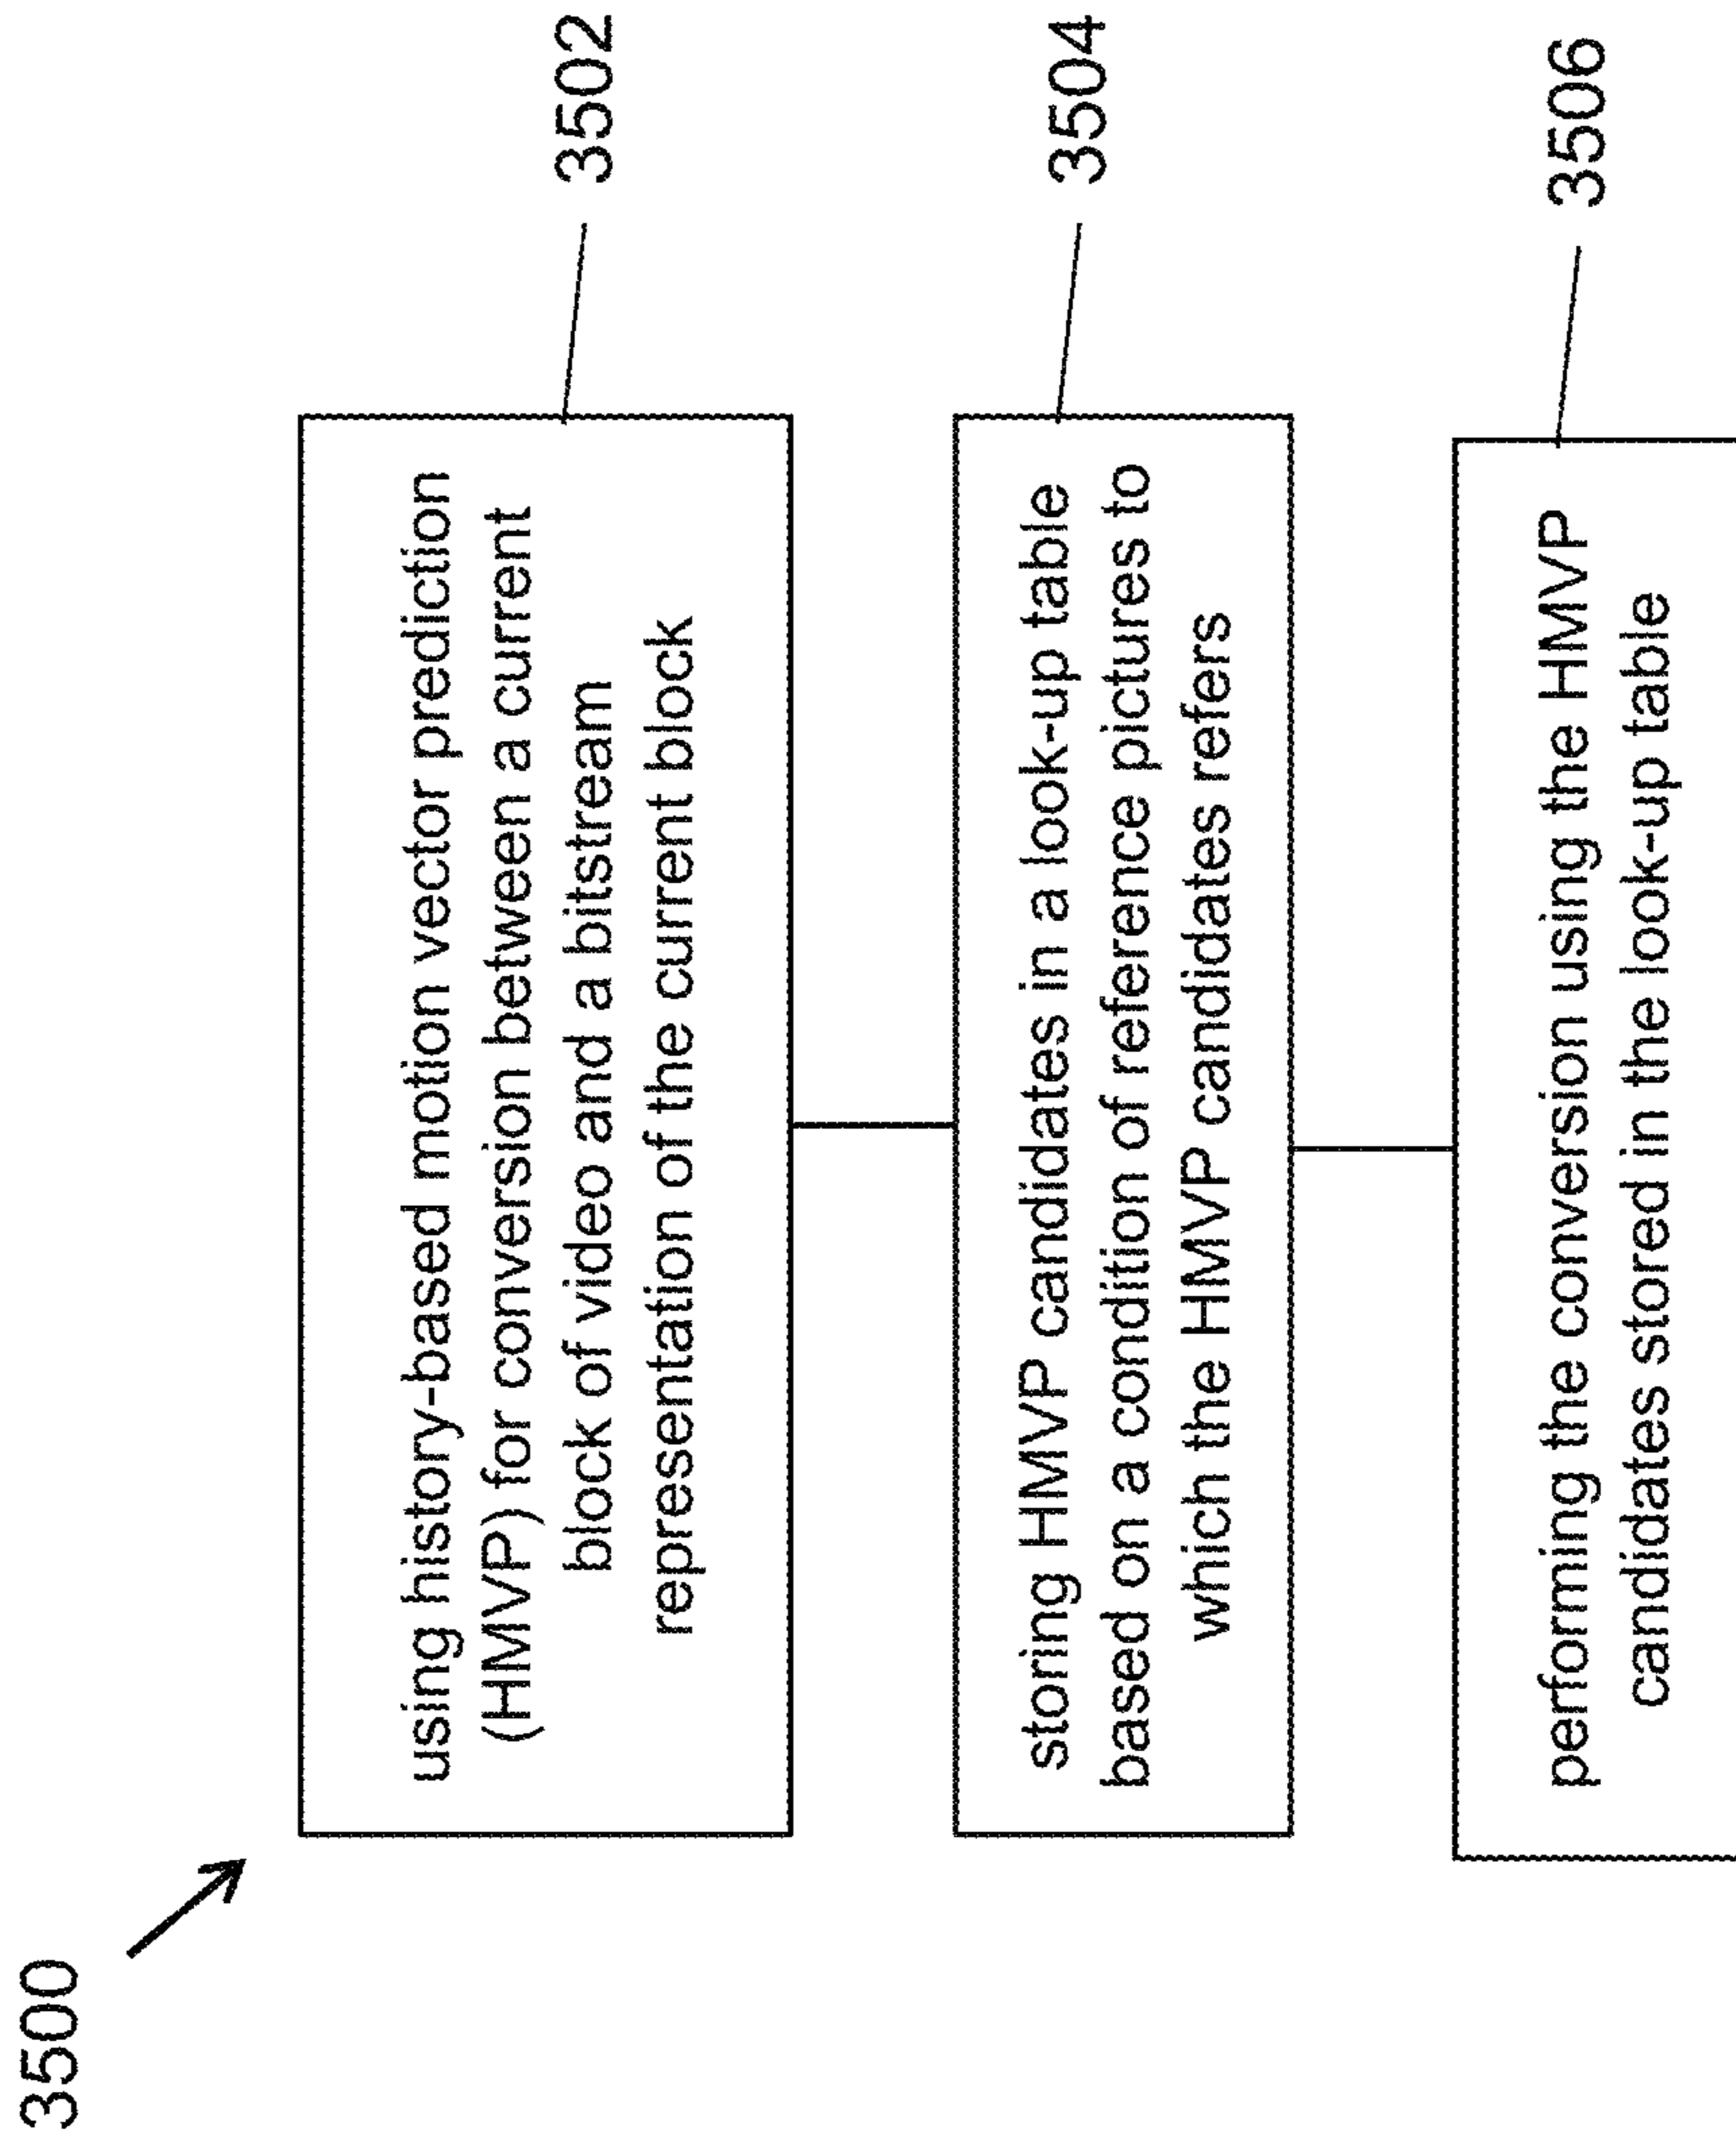 3500
using history-based motion vector prediction
(HMVP) for conversion between a current
block of video and a bitstream
representation of the current block
3502
storing HMVP candidates in a look-up table
based on a condition of reference pictures to
which the HMVP candidates refers
3504
performing the conversion using the HMVP
candidates stored in the look-up table
3506